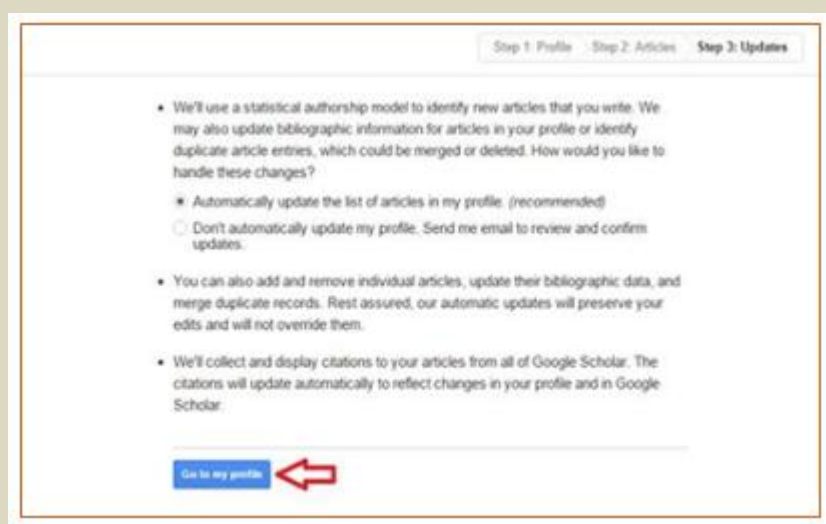 Step 1: Profile Step 2: Articles Step 3: Updates
• We'll use a statistical authorship model to identify new articles that you write. We
may also update bibliographic information for articles in your profile or identify
duplicate article entries, which could be merged or deleted. How would you like to
handle these changes?
Automatically update the list of articles in my profile. (recommended)
Don't automatically update my profile. Send me email to review and confirm
updates.
• You can also add and remove individual articles, update their bibliographic data, and
merge duplicate records. Rest assured, our automatic updates will preserve your
edits and will not override them.
• We'll collect and display citations to your articles from all of Google Scholar. The
citations will update automatically to reflect changes in your profile and in Google
Scholar.
Go to my profile